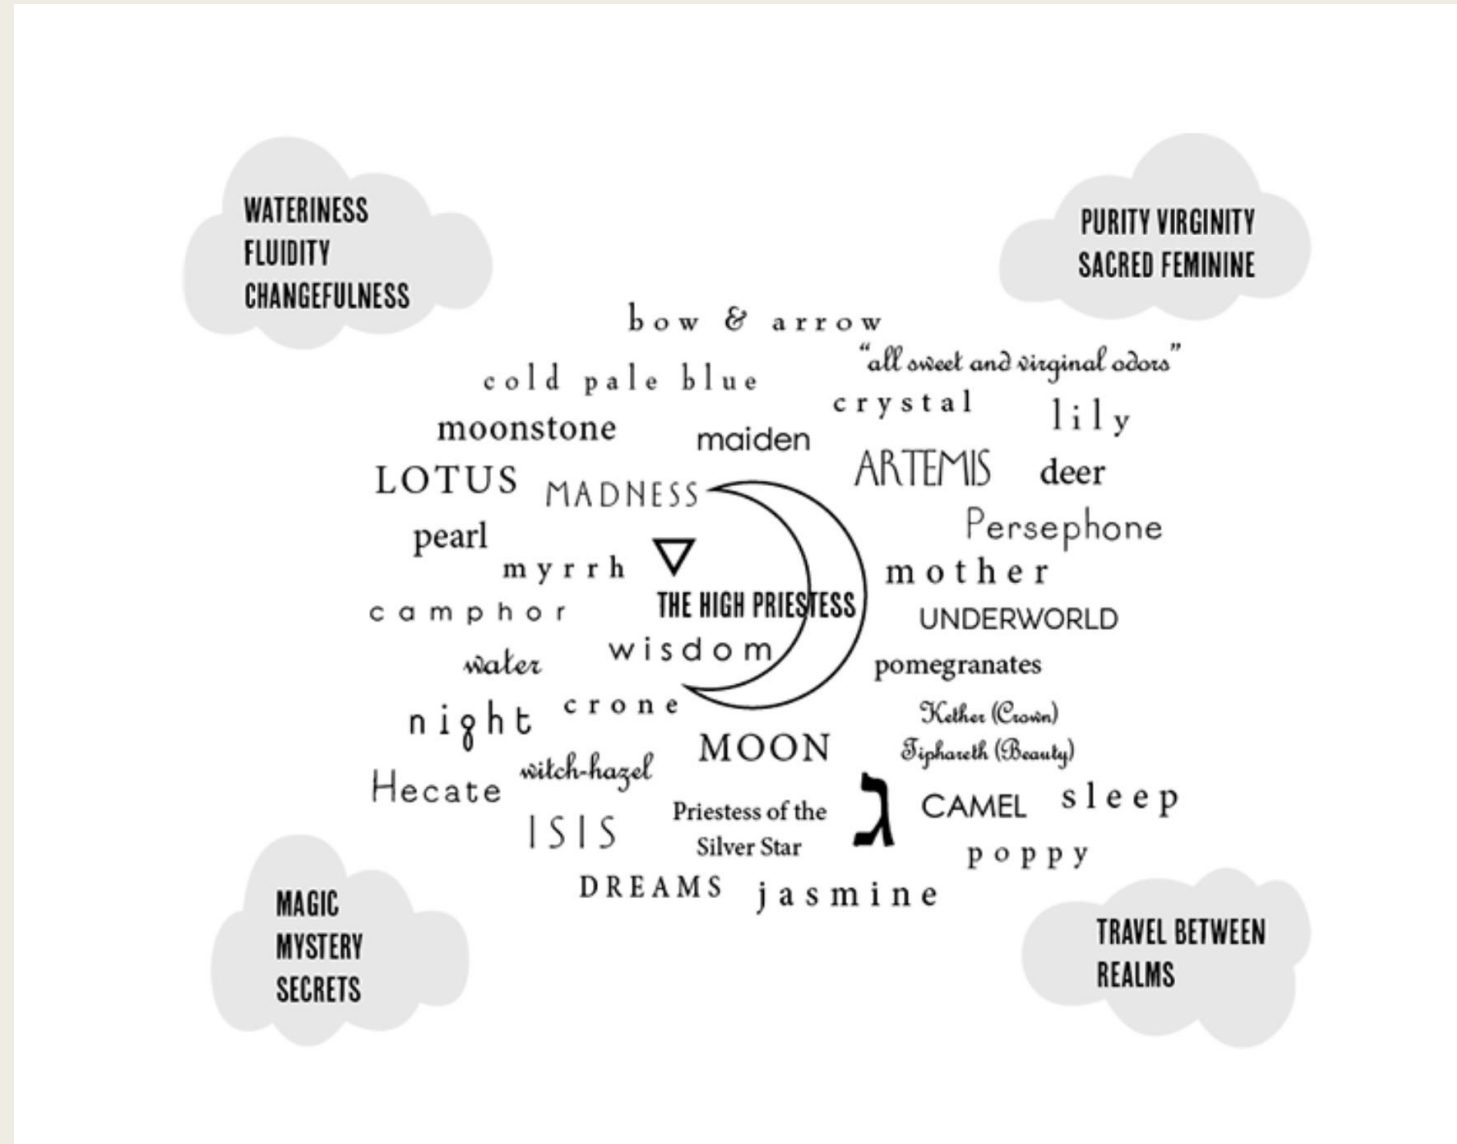 WATERINESS
FLUIDITY
CHANGEFULNESS
PURITY VIRGINITY
SACRED FEMININE
bow & arrow
“all sweet and virginal odors”
cold pale blue
crystal
lily
moonstone
maiden
LOTUS
MADNESS
ARTEMIS
deer
pearl
Persephone
myrrh
mother
THE HIGH PRIESTESS
camphor
UNDERWORLD
wisdom
water
pomegranates
crone
night
Kether (Crown)
MOON
Tiphareth (Beauty)
witch-hazel
Hecate
Priestess of the
Silver Star
ג
CAMEL
sleep
ISIS
poppy
DREAMS
jasmine
MAGIC
MYSTERY
SECRETS
TRAVEL BETWEEN
REALMS